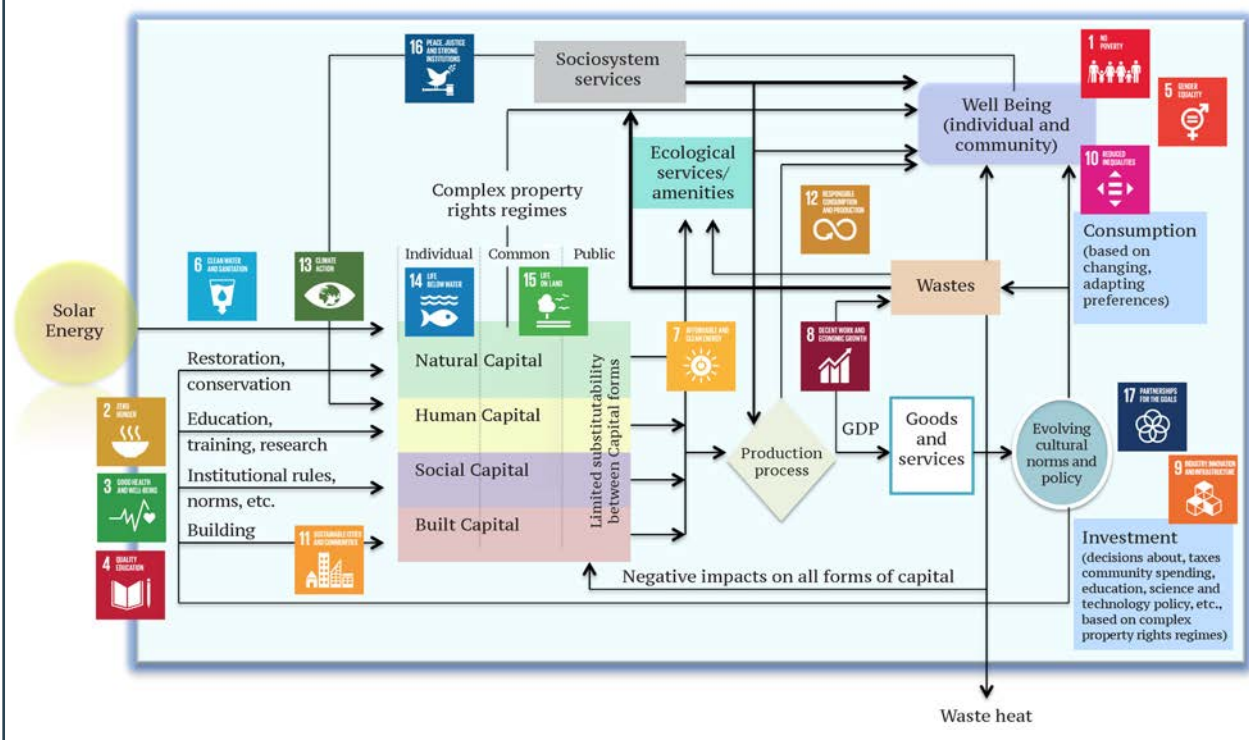 16 PEACE, JUSTICE
AND STRONG
INSTITUTIONS
Sociosystem
services
1 NO
POVERTY
5 GENDER
EQUALITY
Well Being
(individual and
community)
Ecological
services/
amenities
10 REDUCED
INEQUALITIES
Complex property
rights regimes
12 RESPONSIBLE
CONSUMPTION
AND PRODUCTION
Consumption
(based on
changing,
adapting
preferences)
Individual
Common
Public
6 CLEAN WATER
AND SANITATION
13 CLIMATE
ACTION
14 LIFE
BELOW WATER
15 LIFE
ON LAND
Wastes
Solar
Energy
7 AFFORDABLE AND
CLEAN ENERGY
8 DECENT WORK AND
ECONOMIC GROWTH
Restoration,
conservation
Natural Capital
2 ZERO
HUNGER
Education,
training, research
Human Capital
17 PARTNERSHIPS
FOR THE GOALS
Institutional rules,
norms, etc.
Social Capital
Building
Built Capital
Limited substitutability
between Capital forms
Production
process
GDP
Goods
and
services
Evolving
cultural
norms and
policy
3 GOOD HEALTH
AND WELL-BEING
9 INDUSTRY, INNOVATION
AND INFRASTRUCTURE
11 SUSTAINABLE CITIES
AND COMMUNITIES
4 QUALITY
EDUCATION
Investment
(decisions about, taxes
community spending,
education, science and
technology policy, etc.,
based on complex
property rights regimes)
Negative impacts on all forms of capital
Waste heat